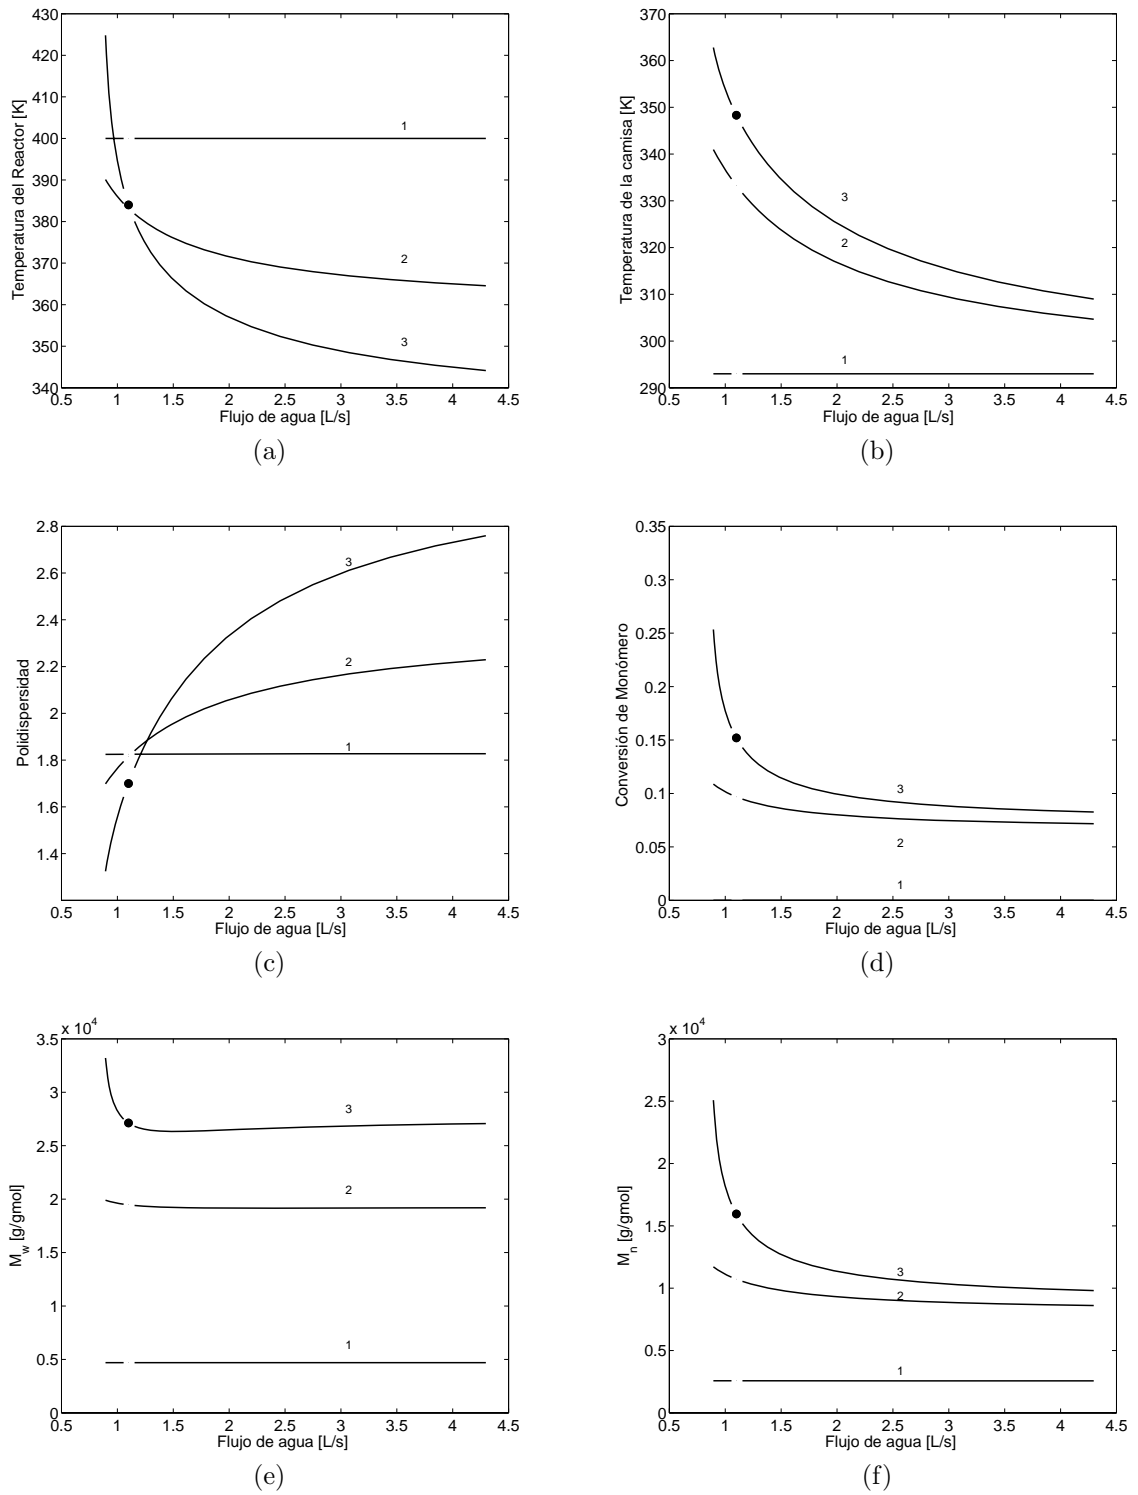 430
420
410
400
390
380
370
360
350
340
Temperatura del Reactor [K]
1
2
3
0.5 1 1.5 2 2.5 3 3.5 4 4.5
Flujo de agua [L/s]
(a)
370
360
350
340
330
320
310
300
290
Temperatura de la camisa [K]
3
2
1
0.5 1 1.5 2 2.5 3 3.5 4 4.5
Flujo de agua [L/s]
(b)
2.8
2.6
2.4
2.2
2
1.8
1.6
1.4
Polidispersidad
3
2
1
0.5 1 1.5 2 2.5 3 3.5 4 4.5
Flujo de agua [L/s]
(c)
0.35
0.3
0.25
0.2
0.15
0.1
0.05
0
Conversión de Monómero
3
2
1
0.5 1 1.5 2 2.5 3 3.5 4 4.5
Flujo de agua [L/s]
(d)
x 10^4
3.5
3
2.5
2
1.5
1
0.5
0
M_w [g/gmol]
3
2
1
0.5 1 1.5 2 2.5 3 3.5 4 4.5
Flujo de agua [L/s]
(e)
x 10^4
3
2.5
2
1.5
1
0.5
0
M_n [g/gmol]
3
2
1
0.5 1 1.5 2 2.5 3 3.5 4 4.5
Flujo de agua [L/s]
(f)